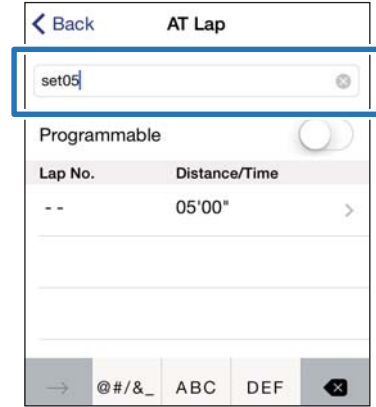 Back AT Lap
set05
Programmable
Lap No. Distance/Time
-- 05'00"
→ @#/&_ ABC DEF